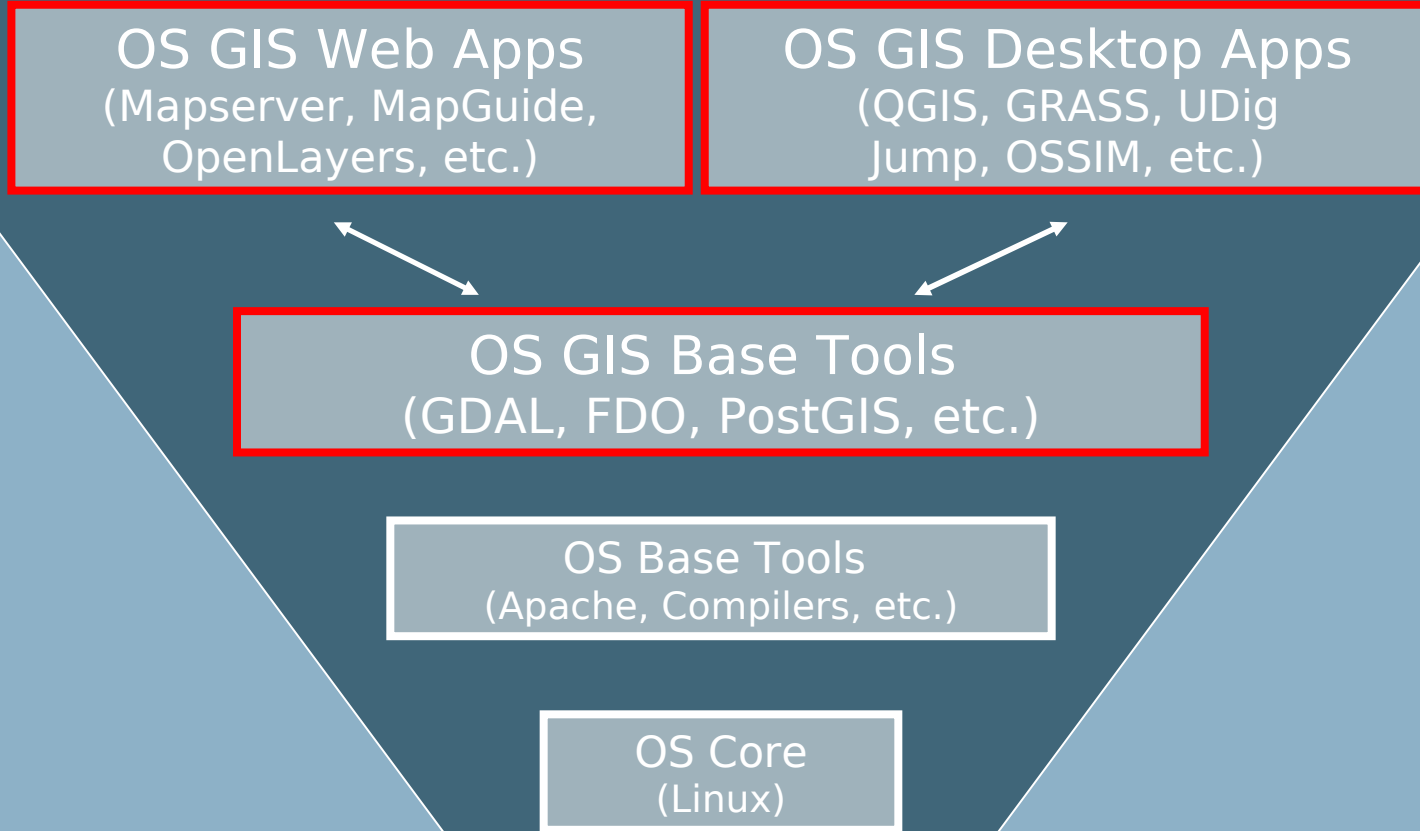 OS GIS Web Apps
(Mapserver, MapGuide,
OpenLayers, etc.)
OS GIS Desktop Apps
(QGIS, GRASS, UDig
Jump, OSSIM, etc.)
OS GIS Base Tools
(GDAL, FDO, PostGIS, etc.)
OS Base Tools
(Apache, Compilers, etc.)
OS Core
(Linux)